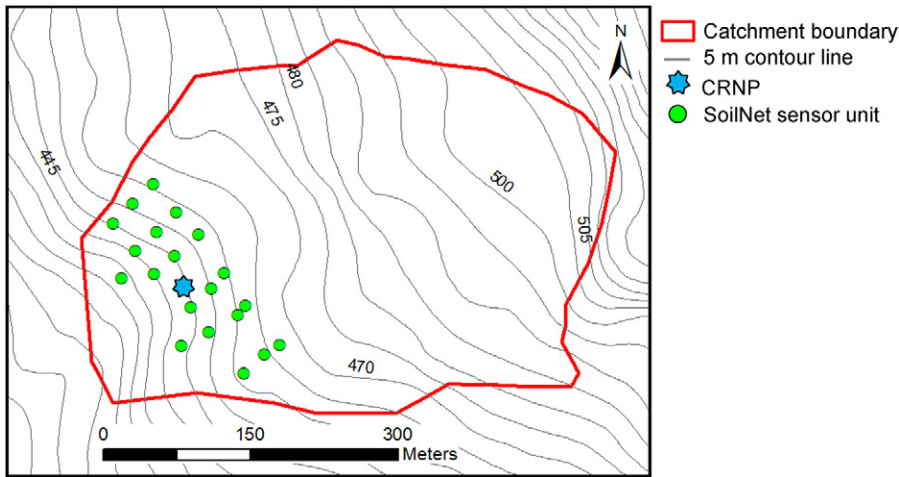 N
480
475
445
500
505
470
0 150 300
Meters
Catchment boundary
5 m contour line
CRNP
SoilNet sensor unit